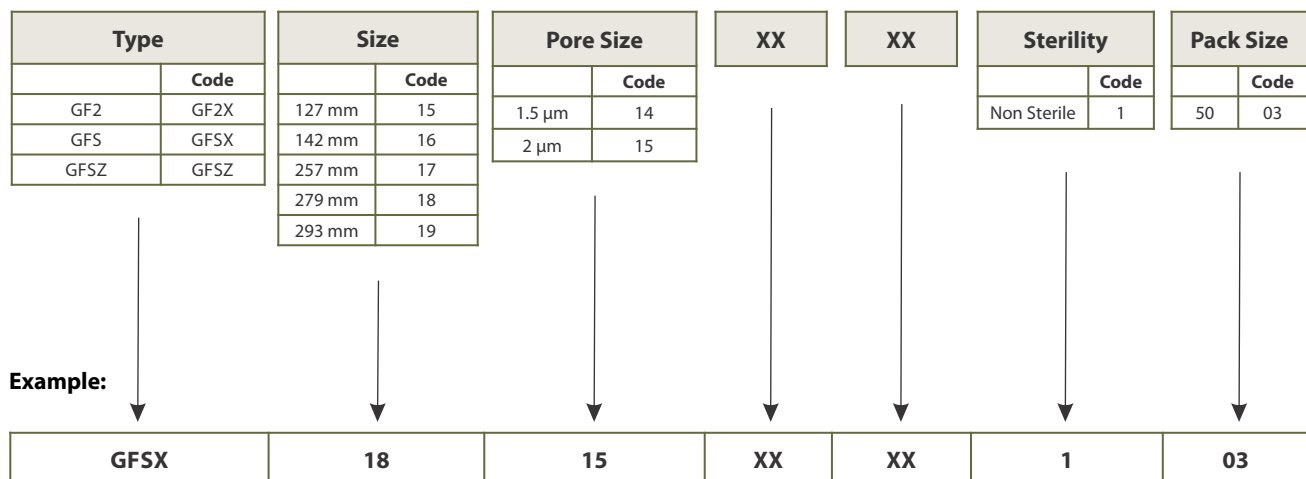 Type Size Pore Size XX XX Sterility Pack Size
Code Code Code Code Code
GF2 GF2X 127 mm 15 1.5 µm 14 Non Sterile 1 50 03
GFS GFSX 142 mm 16 2 µm 15
GFSZ GFSZ 257 mm 17
279 mm 18
293 mm 19
Example:
GFSX 18 15 XX XX 1 03